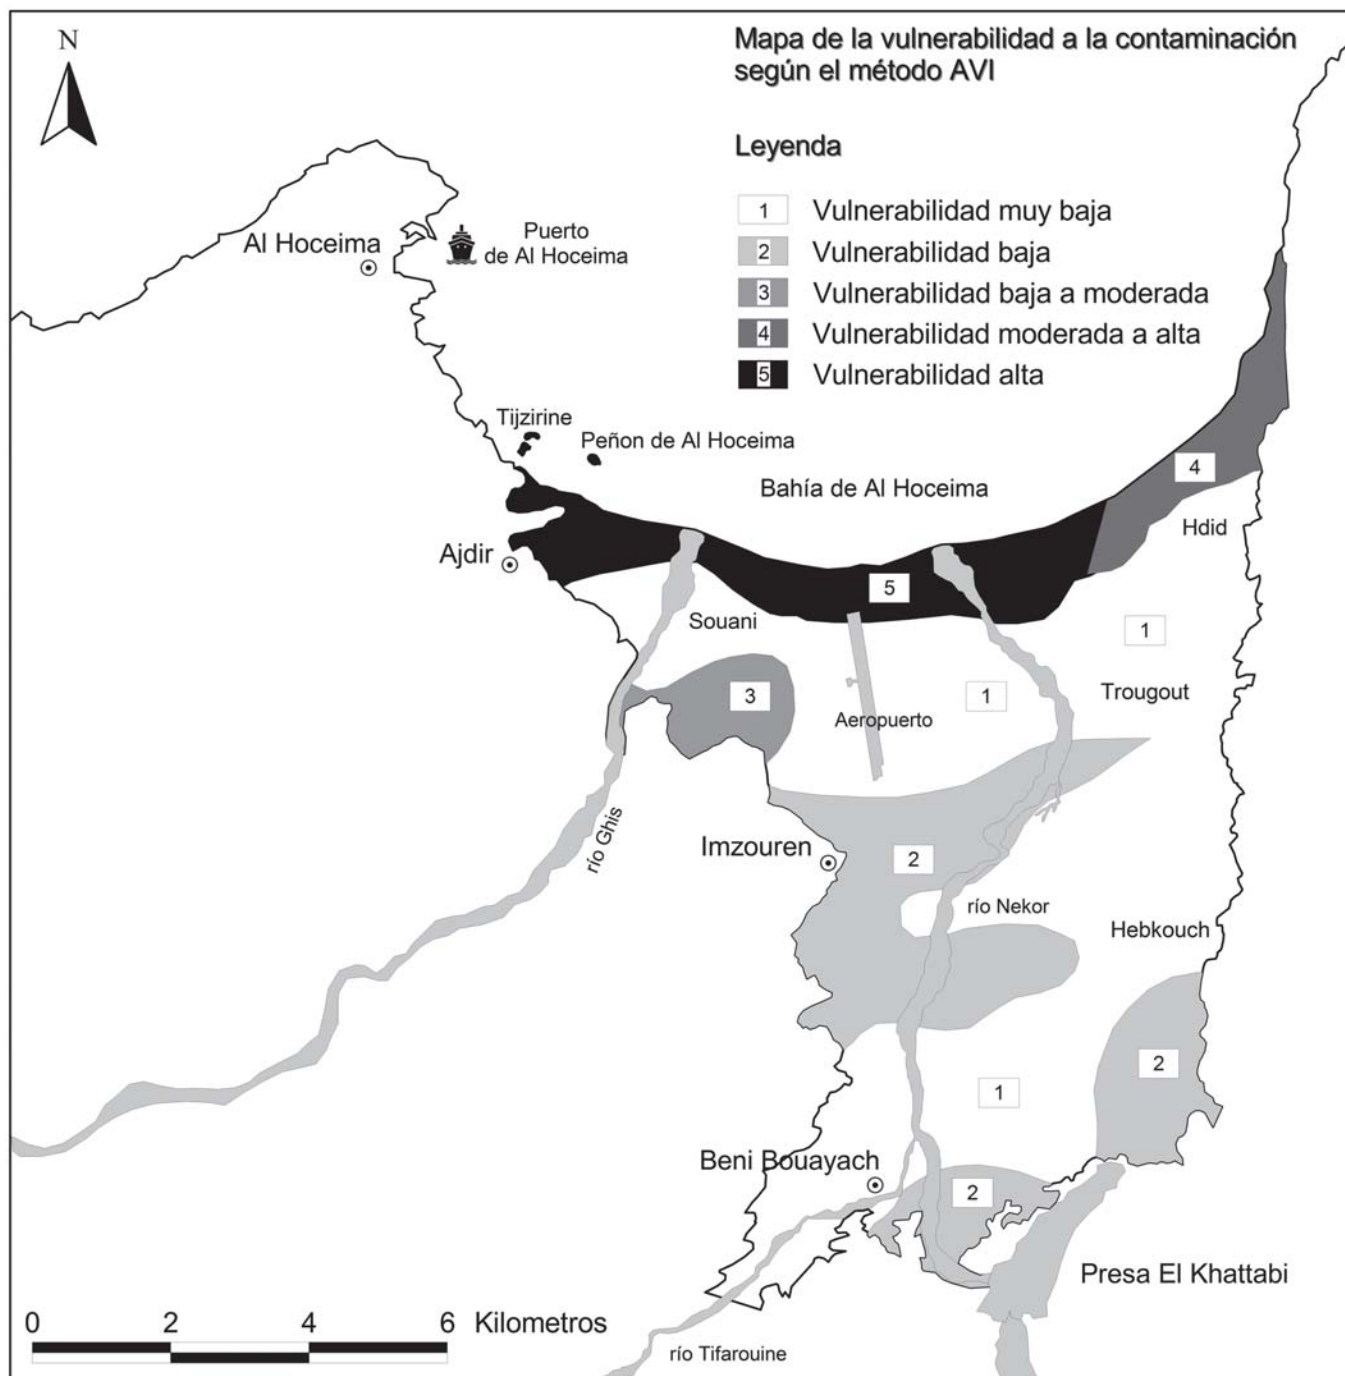 N
Mapa de la vulnerabilidad a la contaminación
según el método AVI
Leyenda
1 Vulnerabilidad muy baja
2 Vulnerabilidad baja
3 Vulnerabilidad baja a moderada
4 Vulnerabilidad moderada a alta
5 Vulnerabilidad alta
Al Hoceima
Puerto
de Al Hoceima
Tijzirine
Peñon de Al Hoceima
Bahía de Al Hoceima
4
Hdid
Ajdir
5
Souani
1
3
1
Trougout
Aeropuerto
río Ghis
Imzouren
2
río Nekor
Hebkouch
2
1
Beni Bouayach
2
Presa El Khattabi
0 2 4 6 Kilometros
río Tifarouine